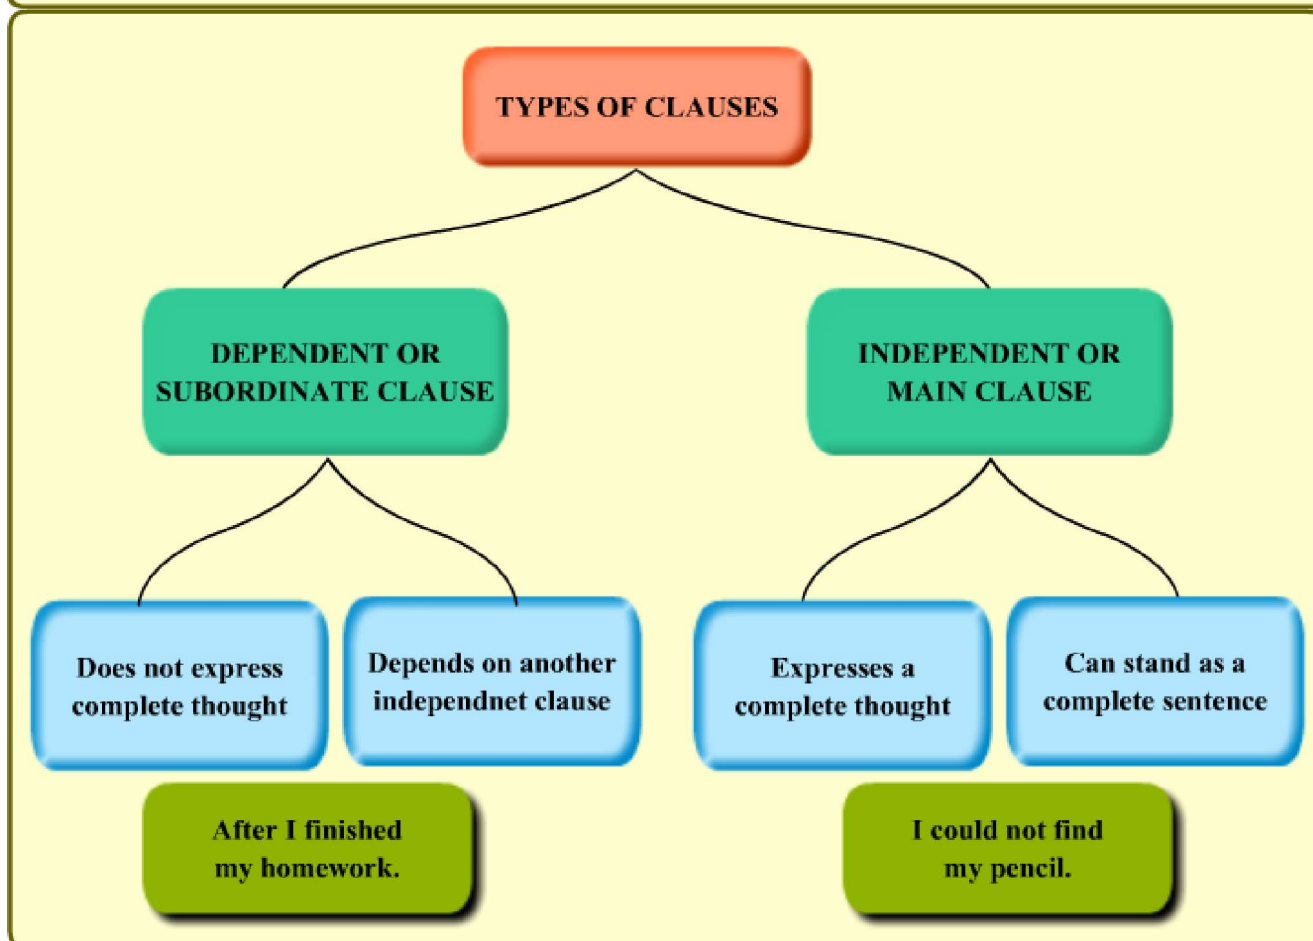 TYPES OF CLAUSES
DEPENDENT OR
SUBORDINATE CLAUSE
INDEPENDENT OR
MAIN CLAUSE
Does not express
complete thought
Depends on another
independnet clause
Expresses a
complete thought
Can stand as a
complete sentence
After I finished
my homework.
I could not find
my pencil.